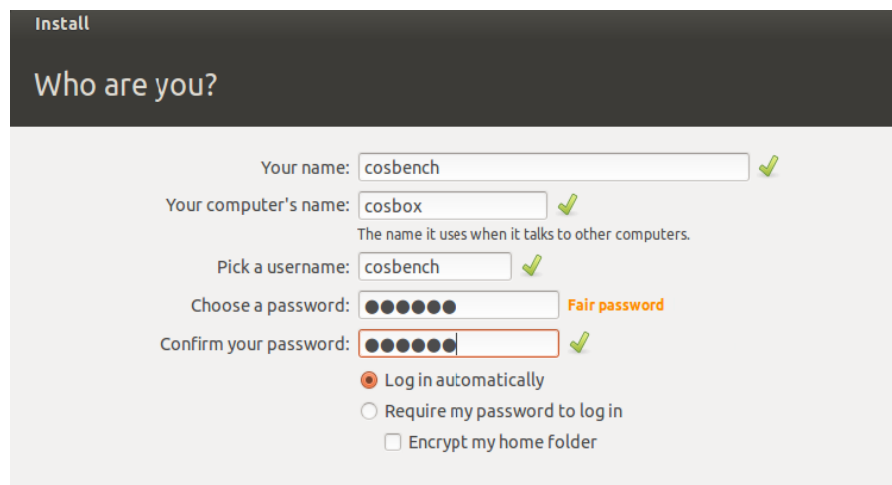 Install
Who are you?
Your name: cosbench
Your computer's name: cosbox
The name it uses when it talks to other computers.
Pick a username: cosbench
Choose a password: ●●●●●● Fair password
Confirm your password: ●●●●●●
Log in automatically
Require my password to log in
Encrypt my home folder